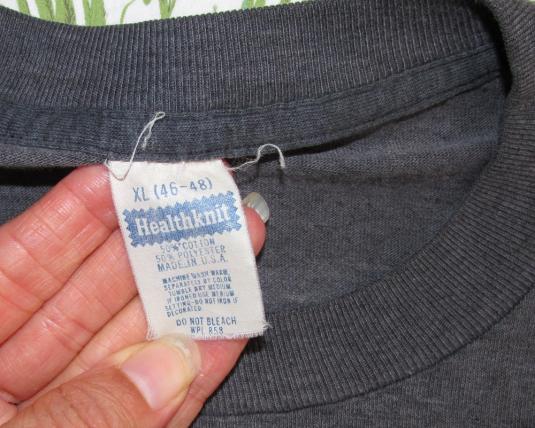 XL (46-48)
Healthknit
50% COTTON
50% POLYESTER
MADE IN U.S.A.
MACHINE WASH WARM,
SEPARATELY BY COLOR
TUMBLE DRY MEDIUM
IF IRONED USE MEDIUM
SETTING-DO NOT IRON IF
DECORATED
DO NOT BLEACH
WPL 858